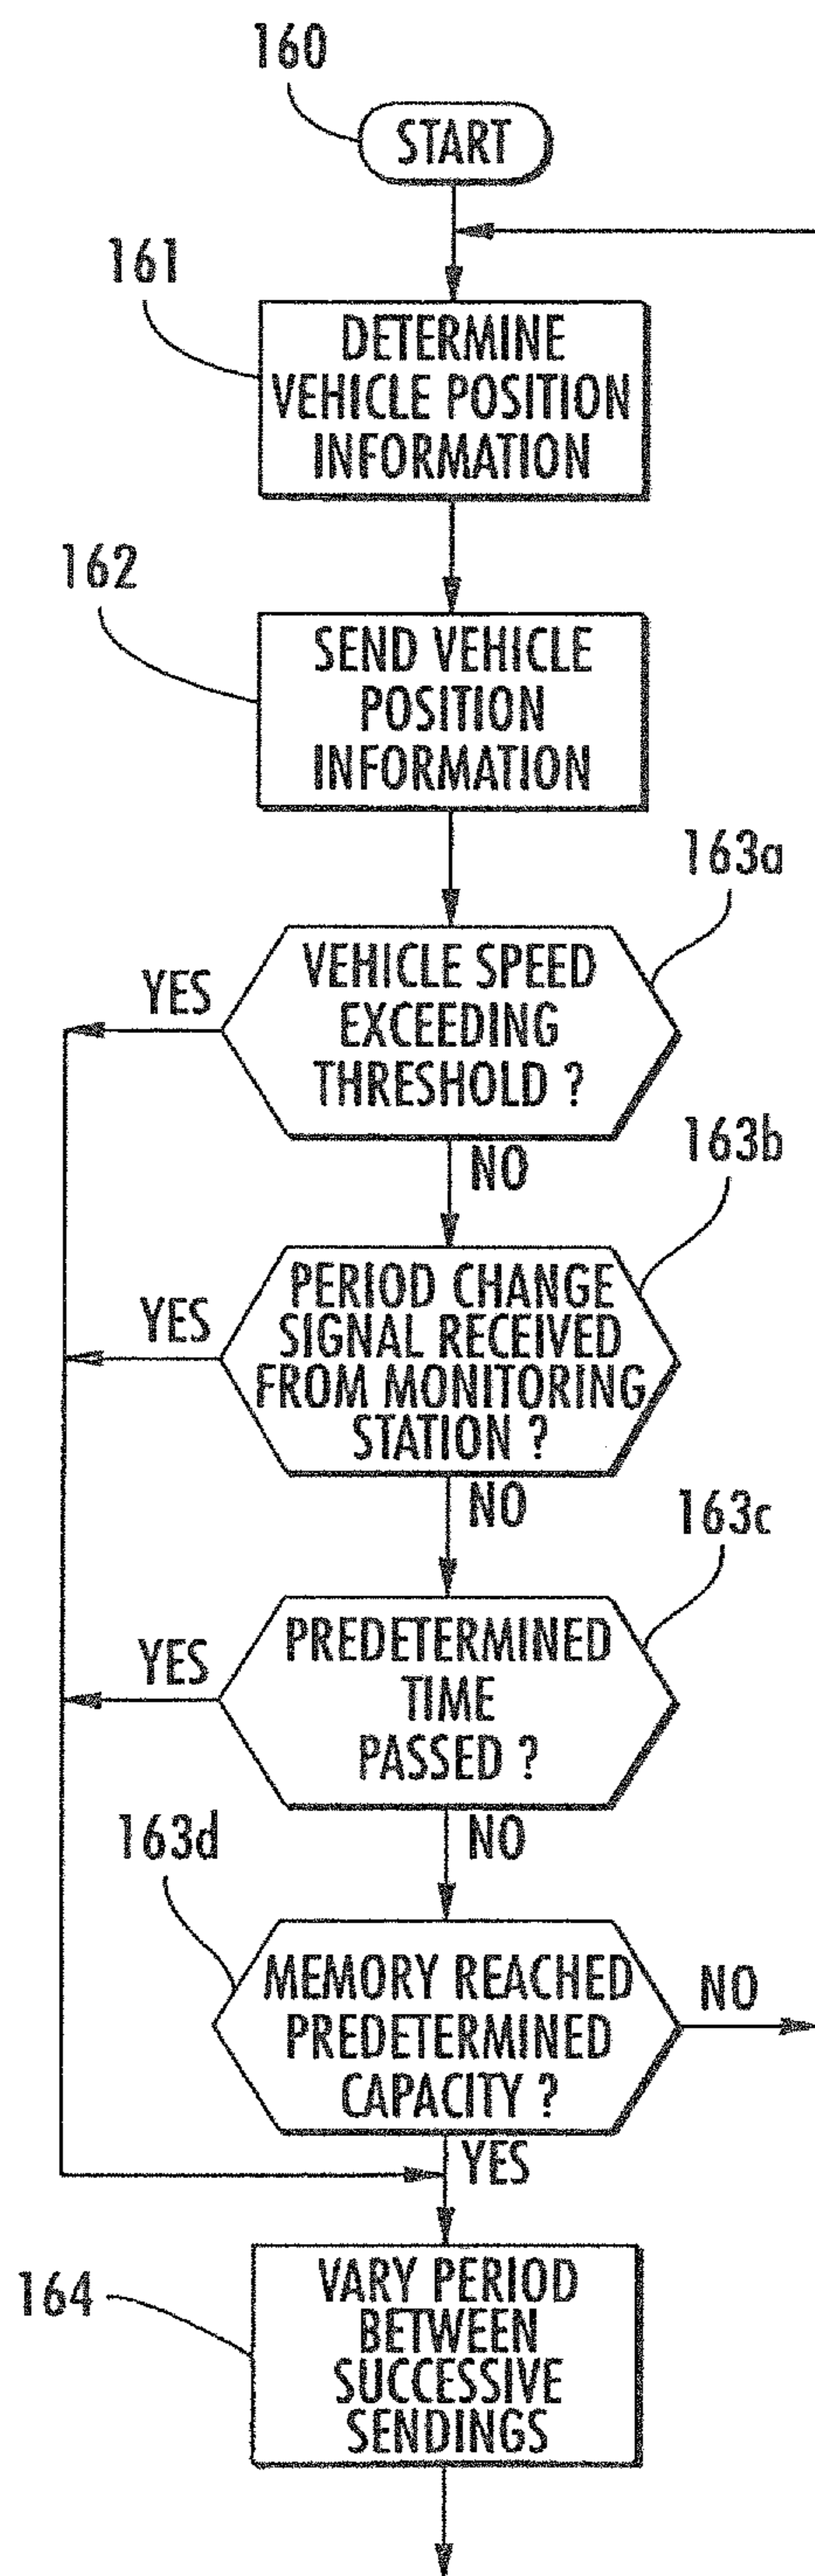 160
START
161
DETERMINE
VEHICLE POSITION
INFORMATION
162
SEND VEHICLE
POSITION
INFORMATION
163a
VEHICLE SPEED
EXCEEDING
THRESHOLD ?
YES
NO
163b
PERIOD CHANGE
SIGNAL RECEIVED
FROM MONITORING
STATION ?
YES
NO
163c
PREDETERMINED
TIME
PASSED ?
YES
NO
163d
MEMORY REACHED
PREDETERMINED
CAPACITY ?
NO
YES
164
VARY PERIOD
BETWEEN
SUCCESSIVE
SENDINGS